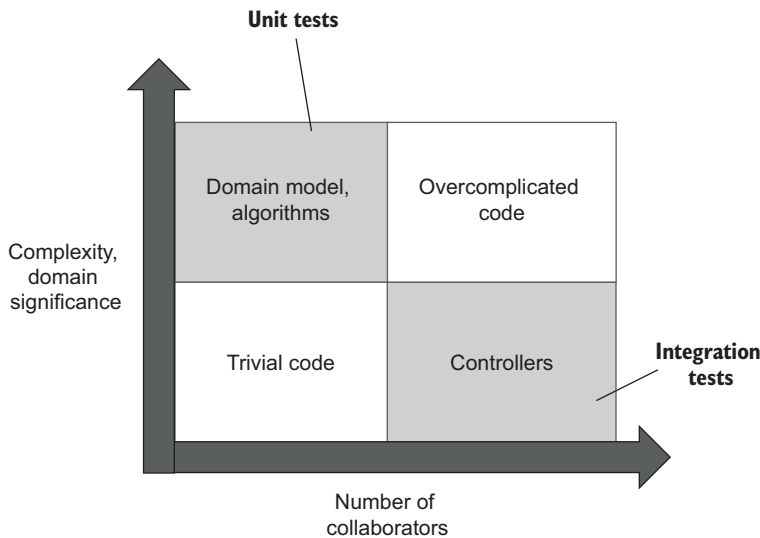 Unit tests
Domain model,
algorithms
Overcomplicated
code
Complexity,
domain
significance
Trivial code
Controllers
Integration
tests
Number of
collaborators